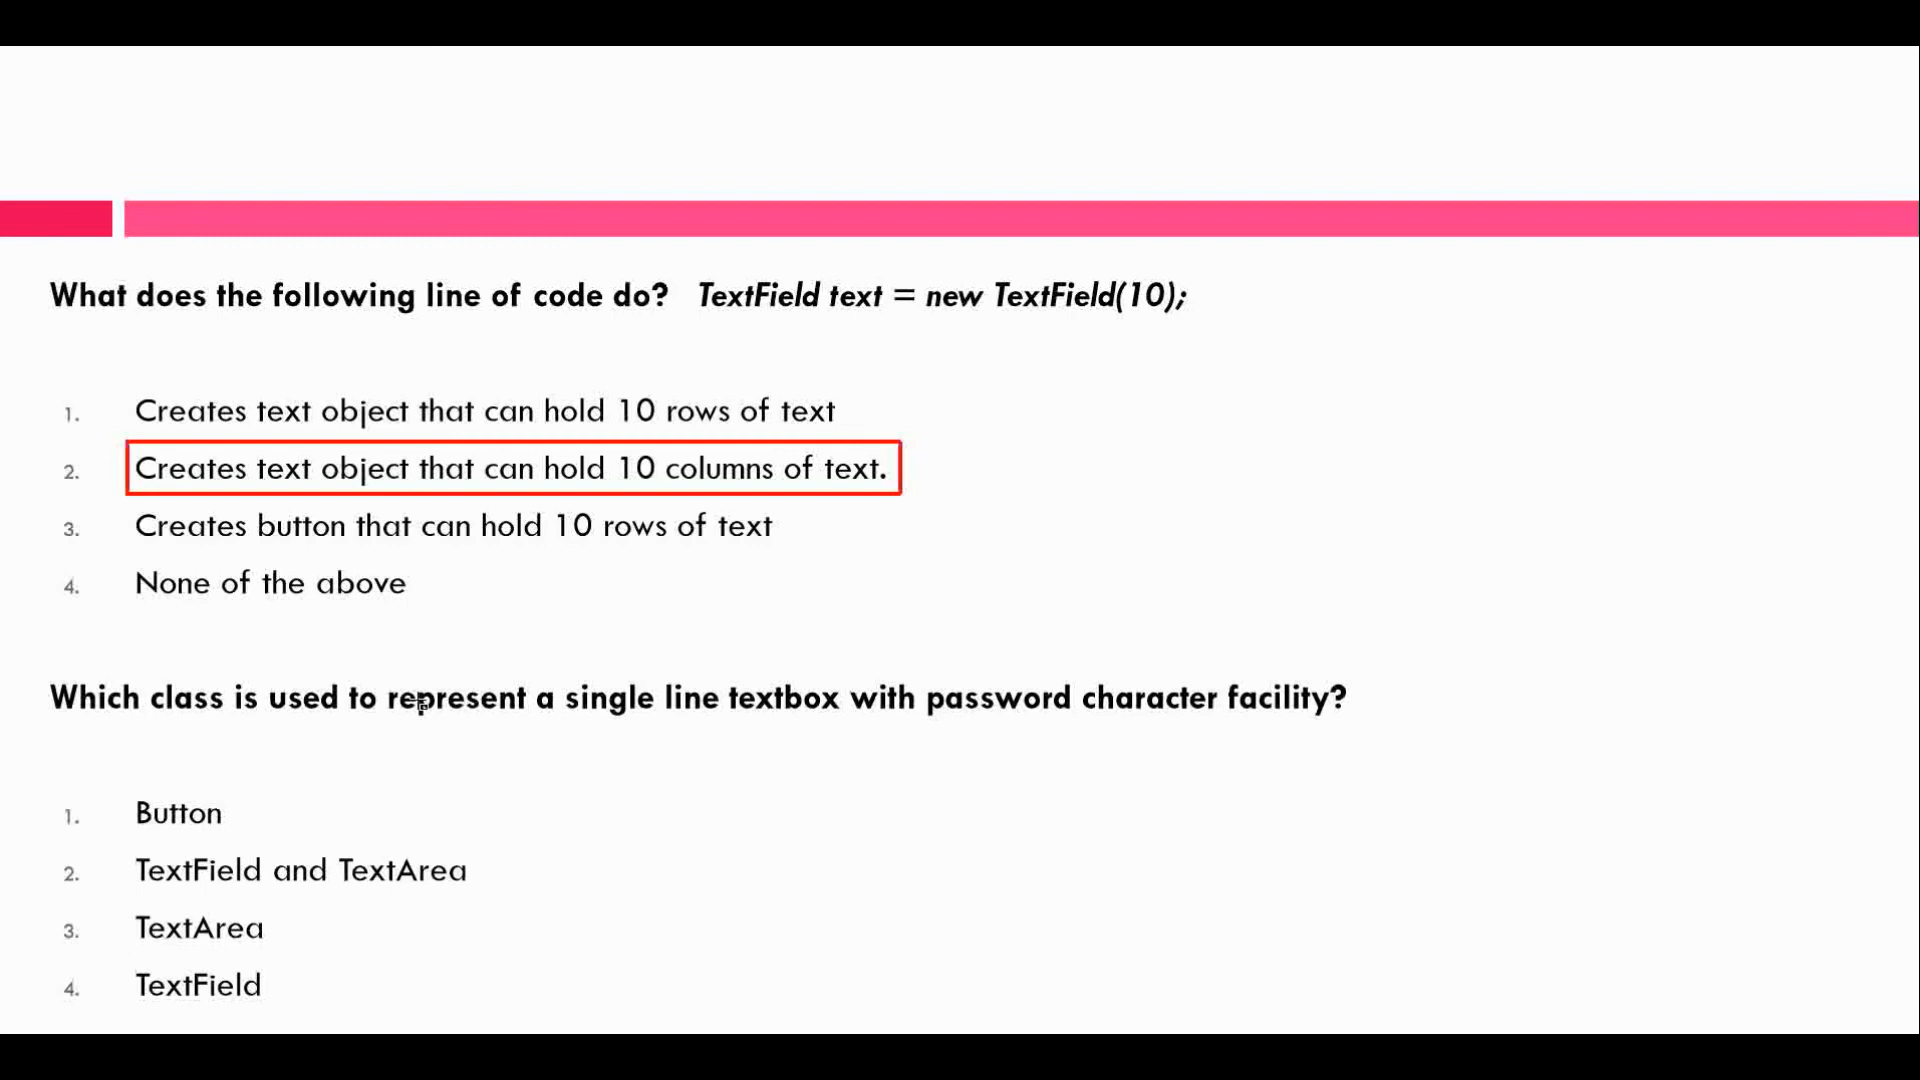 What does the following line of code do? TextField text = new TextField(10);
1. Creates text object that can hold 10 rows of text
2. Creates text object that can hold 10 columns of text.
3. Creates button that can hold 10 rows of text
4. None of the above
Which class is used to represent a single line textbox with password character facility?
1. Button
2. TextField and TextArea
3. TextArea
4. TextField